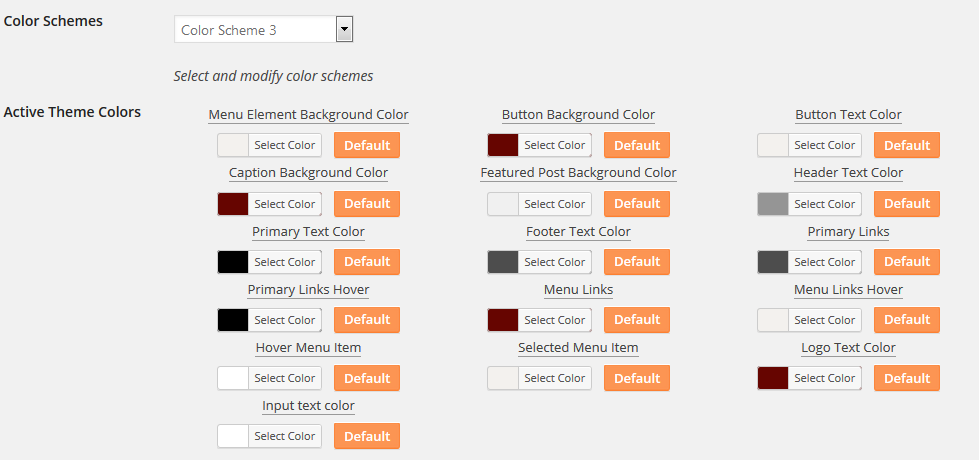 Color Schemes
Color Scheme 3
Select and modify color schemes
Active Theme Colors
Menu Element Background Color Button Background Color Button Text Color
Select Color Default Select Color Default Select Color Default
Caption Background Color Featured Post Background Color Header Text Color
Select Color Default Select Color Default Select Color Default
Primary Text Color Footer Text Color Primary Links
Select Color Default Select Color Default Select Color Default
Primary Links Hover Menu Links Menu Links Hover
Select Color Default Select Color Default Select Color Default
Hover Menu Item Selected Menu Item Logo Text Color
Select Color Default Select Color Default Select Color Default
Input text color
Select Color Default